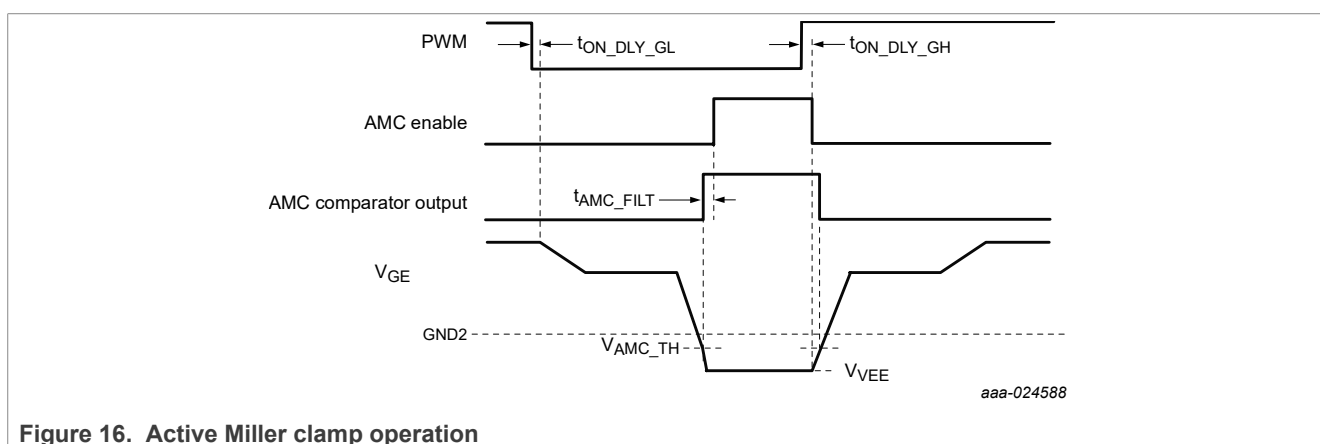 PWM
tON_DLY_GL
tON_DLY_GH
AMC enable
tAMC_FILT
AMC comparator output
VGE
GND2
VAMC_TH
VVEE
aaa-024588
Figure 16. Active Miller clamp operation